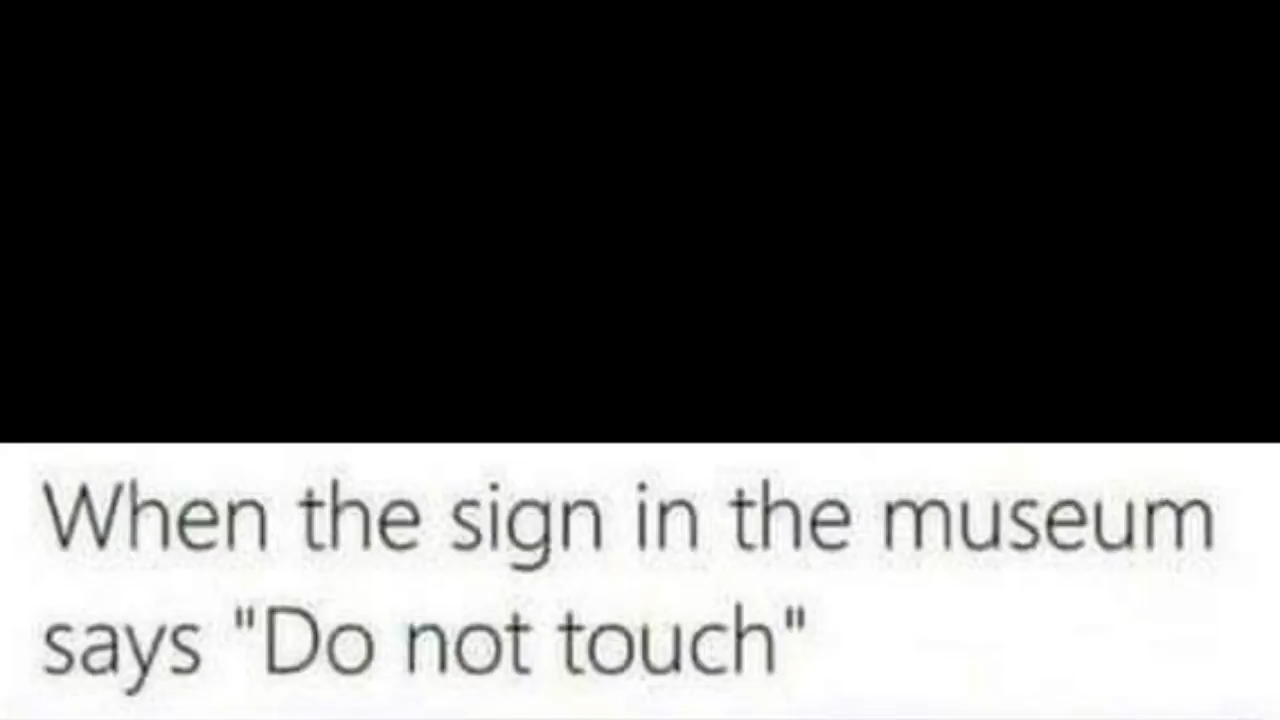 When the sign in the museum
says "Do not touch"